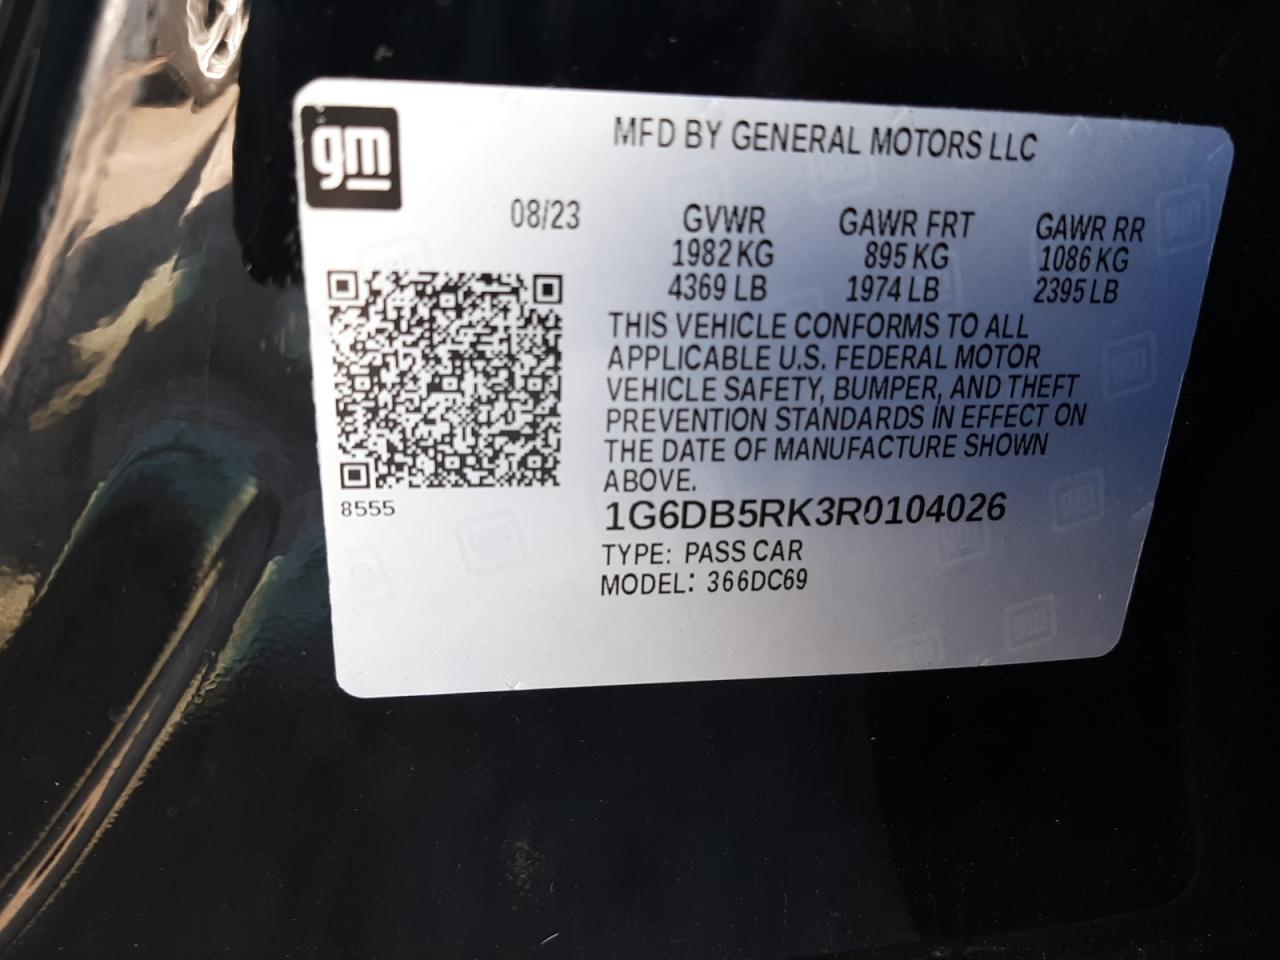 gm
MFD BY GENERAL MOTORS LLC
08/23 GVWR GAWR FRT GAWR RR
1982 KG 895 KG 1086 KG
4369 LB 1974 LB 2395 LB
THIS VEHICLE CONFORMS TO ALL
APPLICABLE U.S. FEDERAL MOTOR
VEHICLE SAFETY, BUMPER, AND THEFT
PREVENTION STANDARDS IN EFFECT ON
THE DATE OF MANUFACTURE SHOWN
ABOVE.
8555
1G6DB5RK3R0104026
TYPE: PASS CAR
MODEL: 366DC69